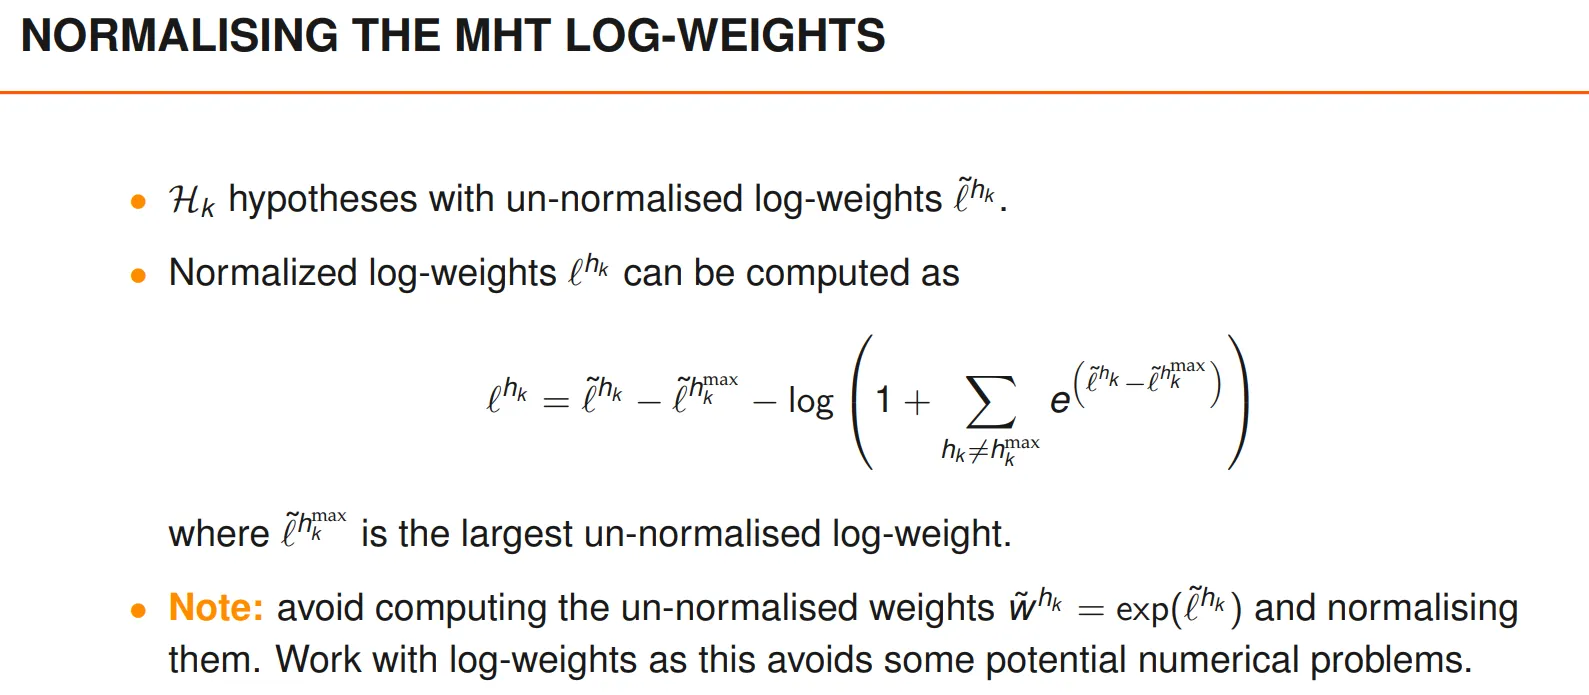 NORMALISING THE MHT LOG-WEIGHTS
• $\mathcal{H}_k$ hypotheses with un-normalised log-weights $\tilde{\ell}^{h_k}$.
• Normalized log-weights $\ell^{h_k}$ can be computed as
$\ell^{h_k} = \tilde{\ell}^{h_k} - \tilde{\ell}^{h_k^{\max}} - \log \left( 1 + \sum_{h_k \neq h_k^{\max}} e^{\left( \tilde{\ell}^{h_k} - \tilde{\ell}^{h_k^{\max}} \right)} \right)$
where $\tilde{\ell}^{h_k^{\max}}$ is the largest un-normalised log-weight.
• Note: avoid computing the un-normalised weights $\tilde{w}^{h_k} = \exp(\tilde{\ell}^{h_k})$ and normalising
them. Work with log-weights as this avoids some potential numerical problems.